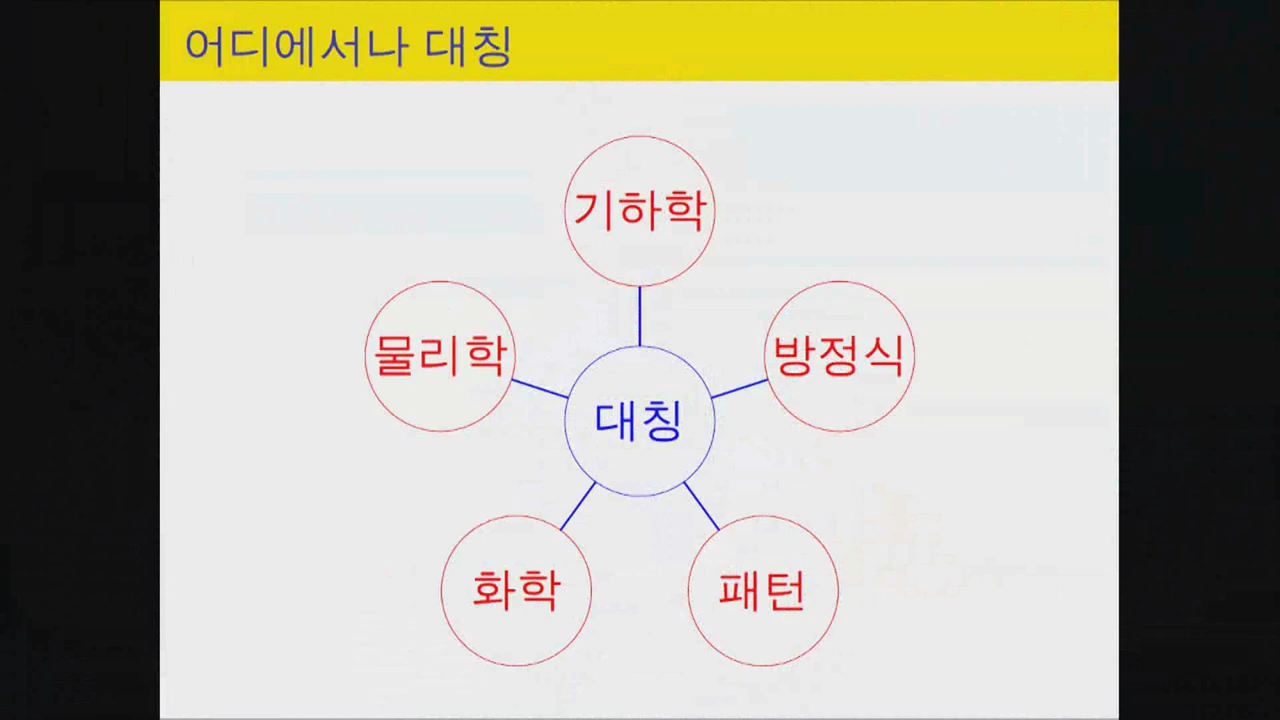 어디에서나 대칭
기하학
물리학
방정식
대칭
화학
패턴